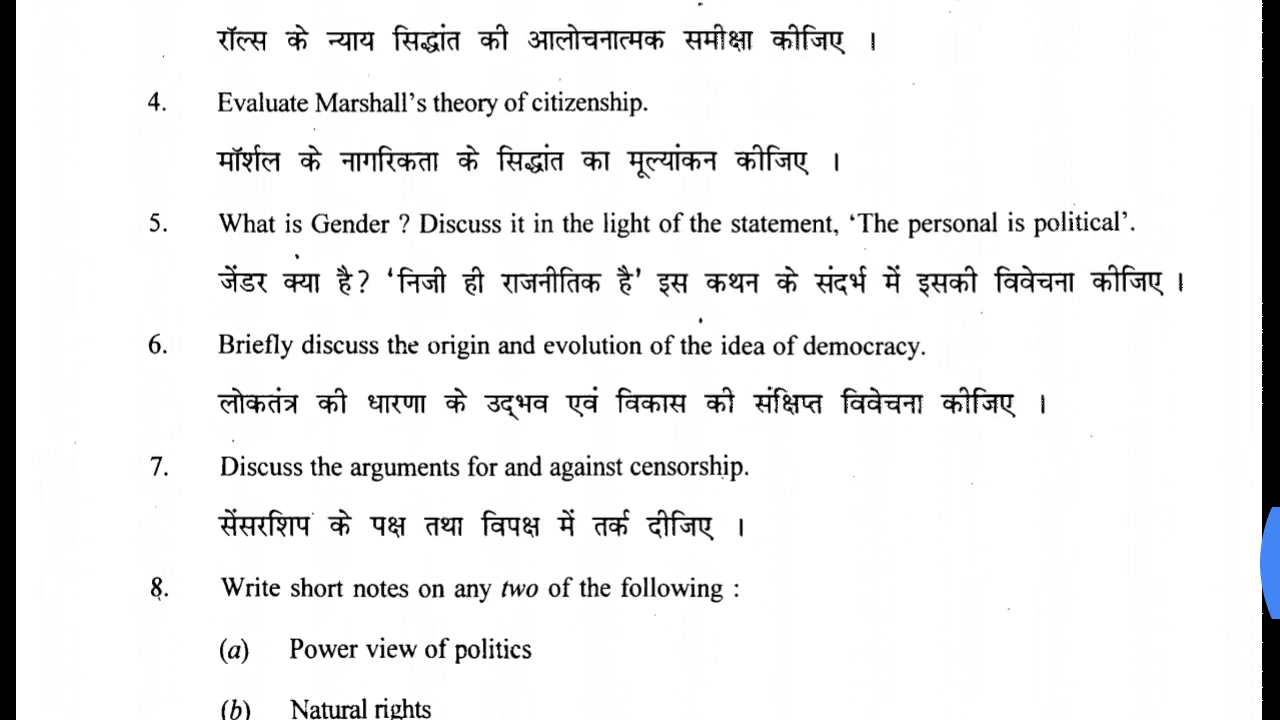 रॉल्स के न्याय सिद्धांत की आलोचनात्मक समीक्षा कीजिए ।
4. Evaluate Marshall's theory of citizenship.
मॉर्शल के नागरिकता के सिद्धांत का मूल्यांकन कीजिए ।
5. What is Gender ? Discuss it in the light of the statement, 'The personal is political'.
जेंडर क्या है? 'निजी ही राजनीतिक है' इस कथन के संदर्भ में इसकी विवेचना कीजिए ।
6. Briefly discuss the origin and evolution of the idea of democracy.
लोकतंत्र की धारणा के उद्भव एवं विकास की संक्षिप्त विवेचना कीजिए ।
7. Discuss the arguments for and against censorship.
सेंसरशिप के पक्ष तथा विपक्ष में तर्क दीजिए ।
8. Write short notes on any two of the following :
(a) Power view of politics
(b) Natural rights